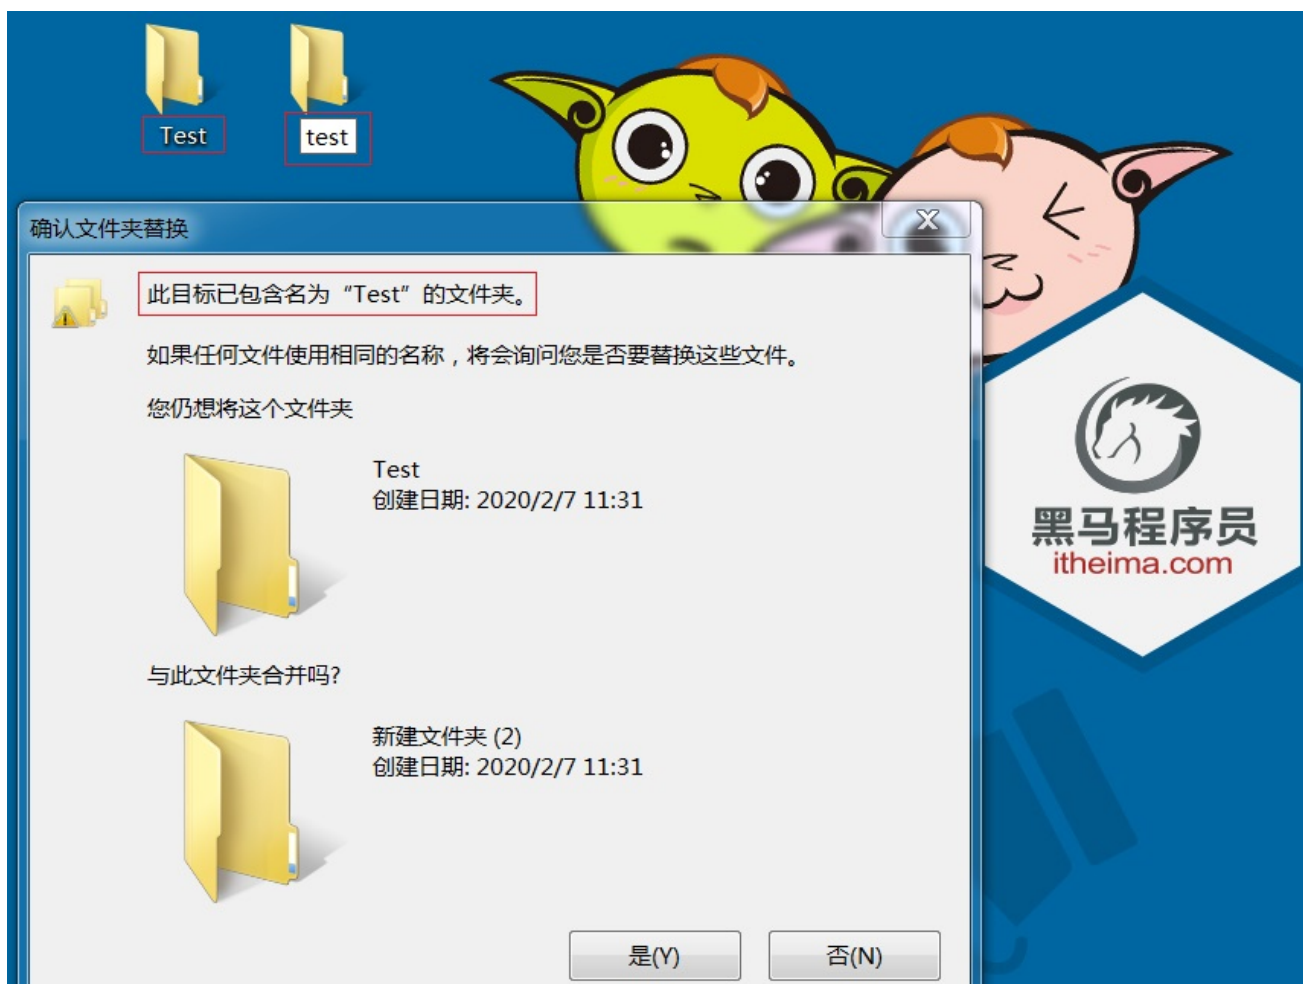 Test
test
确认文件夹替换
此目标已包含名为“Test”的文件夹。
如果任何文件使用相同的名称，将会询问您是否要替换这些文件。
您仍想将这个文件夹
Test
创建日期: 2020/2/7 11:31
与此文件夹合并吗?
新建文件夹 (2)
创建日期: 2020/2/7 11:31
是(Y)
否(N)
黑马程序员
itheima.com